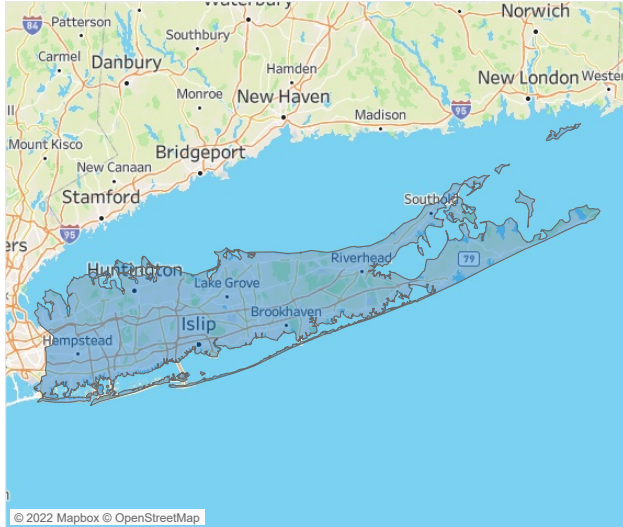 Waterbury
Norwich
84
Patterson
Southbury
Carmel
Danbury
Hamden
New London
Wester
ll
Monroe
New Haven
95
Madison
Mount Kisco
Bridgeport
New Canaan
Stamford
Southold
95
ers
Riverhead
79
Huntington
Lake Grove
Brookhaven
Islip
Hempstead
n
© 2022 Mapbox © OpenStreetMap